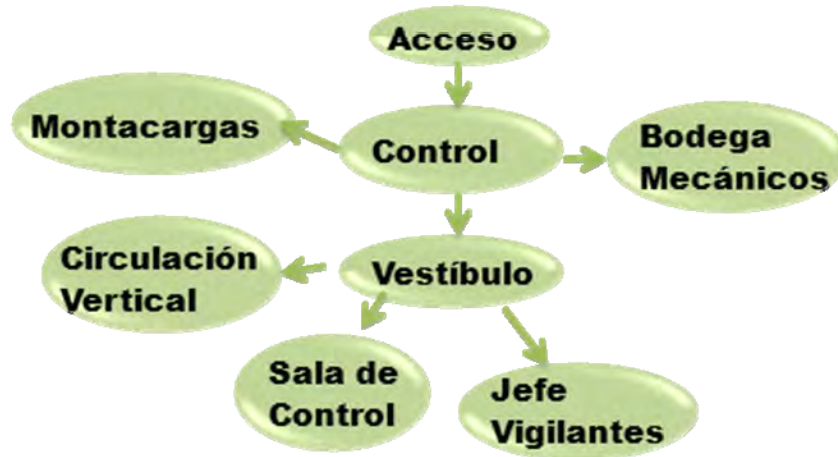 Acceso
Montacargas
Control
Bodega
Mecánicos
Circulación
Vertical
Vestíbulo
Sala de
Control
Jefe
Vigilantes